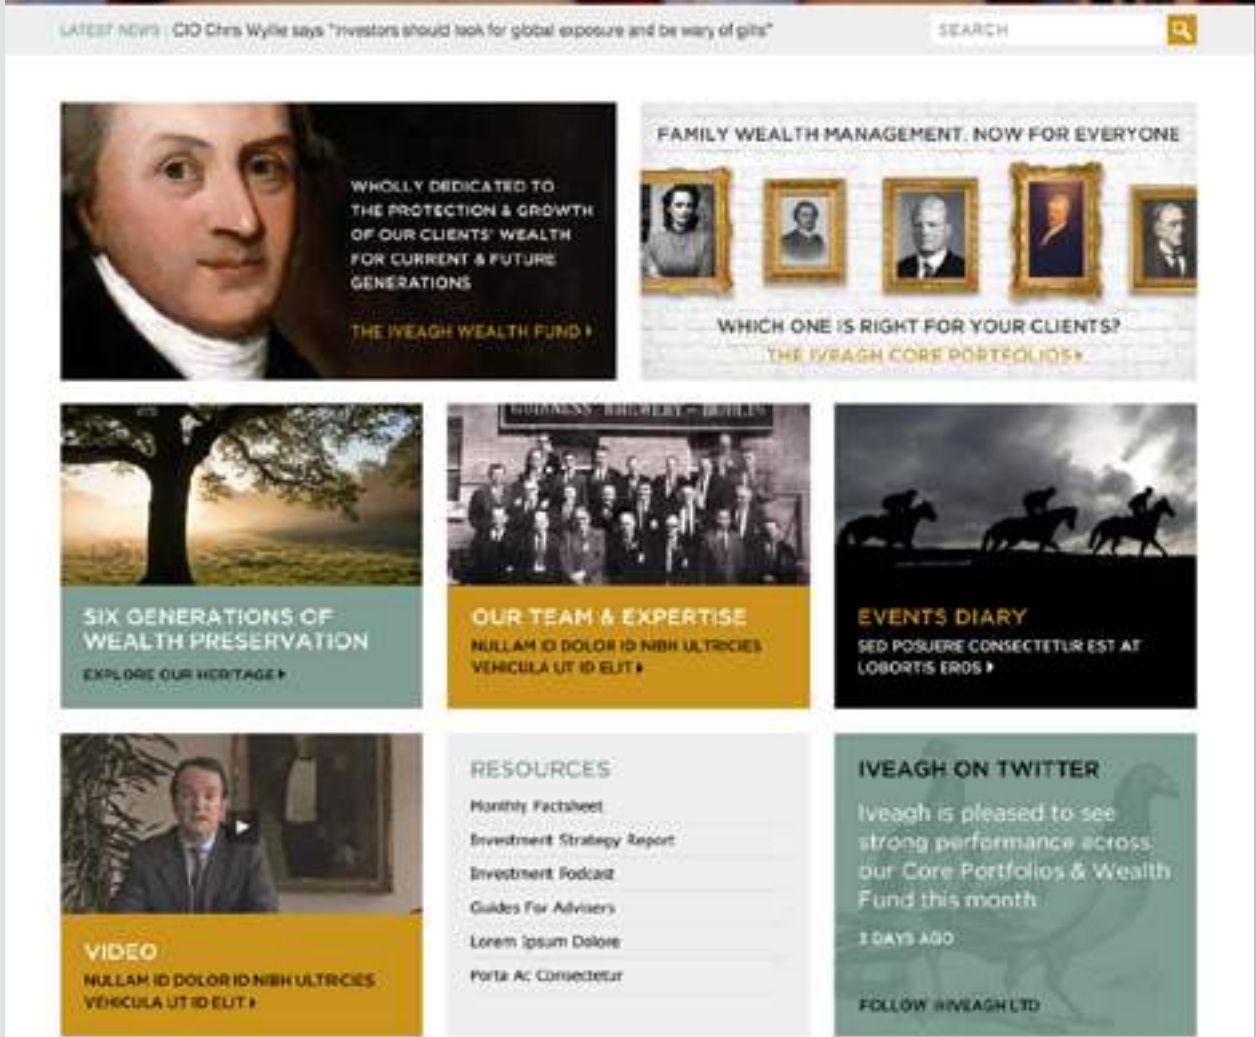 LATEST NEWS : CIO Chris Wyllie says "Investors should look for global exposure and be wary of gilts"
SEARCH
WHOLLY DEDICATED TO
THE PROTECTION & GROWTH
OF OUR CLIENTS' WEALTH
FOR CURRENT & FUTURE
GENERATIONS
THE IVEAGH WEALTH FUND
FAMILY WEALTH MANAGEMENT. NOW FOR EVERYONE
WHICH ONE IS RIGHT FOR YOUR CLIENTS?
THE IVEAGH CORE PORTFOLIOS
SIX GENERATIONS OF
WEALTH PRESERVATION
EXPLORE OUR HERITAGE
GUINNESS BREWERY - DUBLIN
OUR TEAM & EXPERTISE
NULLAM ID DOLOR ID NIBH ULTRICIES
VEHICULA UT ID ELIT
EVENTS DIARY
SED POSUERE CONSECTETUR EST AT
LOBORTIS EROS
VIDEO
NULLAM ID DOLOR ID NIBH ULTRICIES
VEHICULA UT ID ELIT
RESOURCES
Monthly Factsheet
Investment Strategy Report
Investment Podcast
Guides For Advisers
Lorem Ipsum Dolore
Porta Ac Consectetur
IVEAGH ON TWITTER
Iveagh is pleased to see
strong performance across
our Core Portfolios & Wealth
Fund this month
3 DAYS AGO
FOLLOW @IVEAGH LTD